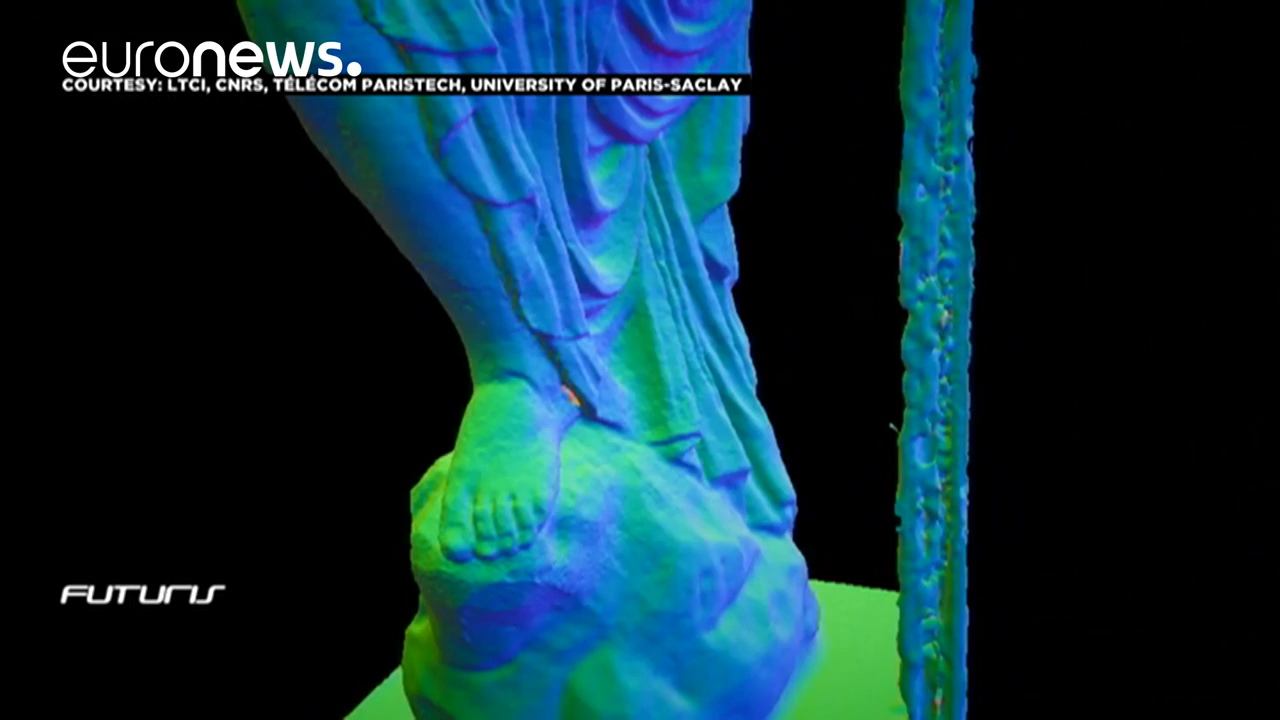 euronews.
COURTESY: LTCI, CNRS, TÉLÉCOM PARISTECH, UNIVERSITY OF PARIS-SACLAY
FUTURIS